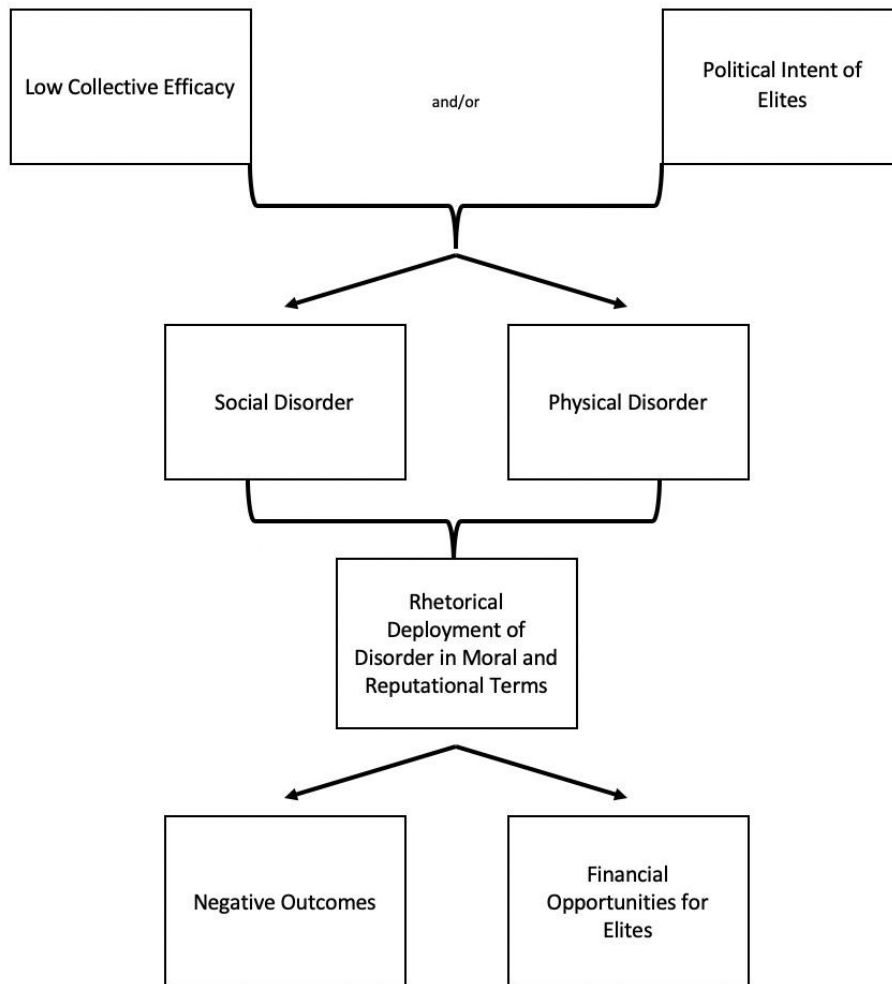 Low Collective Efficacy
and/or
Political Intent of
Elites
Social Disorder
Physical Disorder
Rhetorical
Deployment of
Disorder in Moral and
Reputational Terms
Negative Outcomes
Financial
Opportunities for
Elites